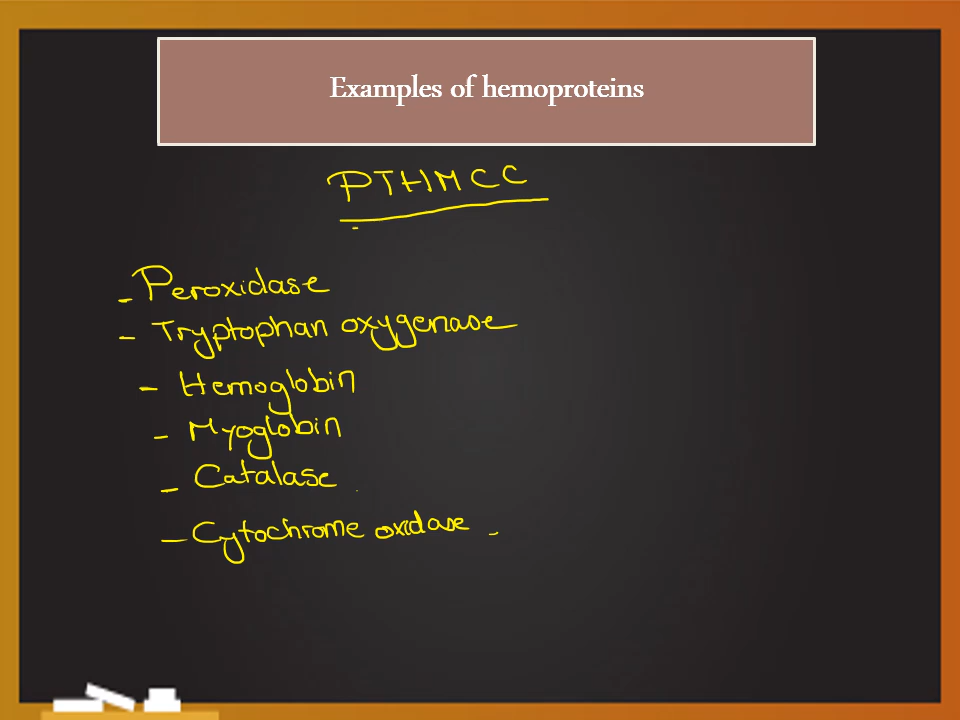 Examples of hemoproteins
PTHMCC
- Peroxidase
- Tryptophan oxygenase
- Hemoglobin
- Myoglobin
- Catalase
- Cytochrome oxidase -